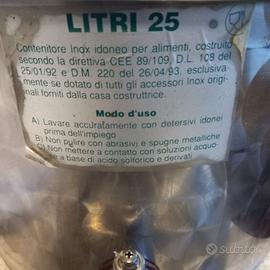 LITRI 25
Contenitore Inox idoneo per alimenti, costruito
secondo la direttiva CEE 89/109, D.L. 108 del
25/01/92 e D.M. 220 del 26/04/93, esclusiva-
mente se dotato di tutti gli accessori Inox origi-
nali forniti dalla casa costruttrice.
Modo d'uso
A) Lavare accuratamente con detersivi idonei
prima dell'impiego
B) Non pulire con abrasivi e spugne metalliche
C) Non mettere a contatto con soluzioni acquo-
se a base di acido solforico e derivati
Subito